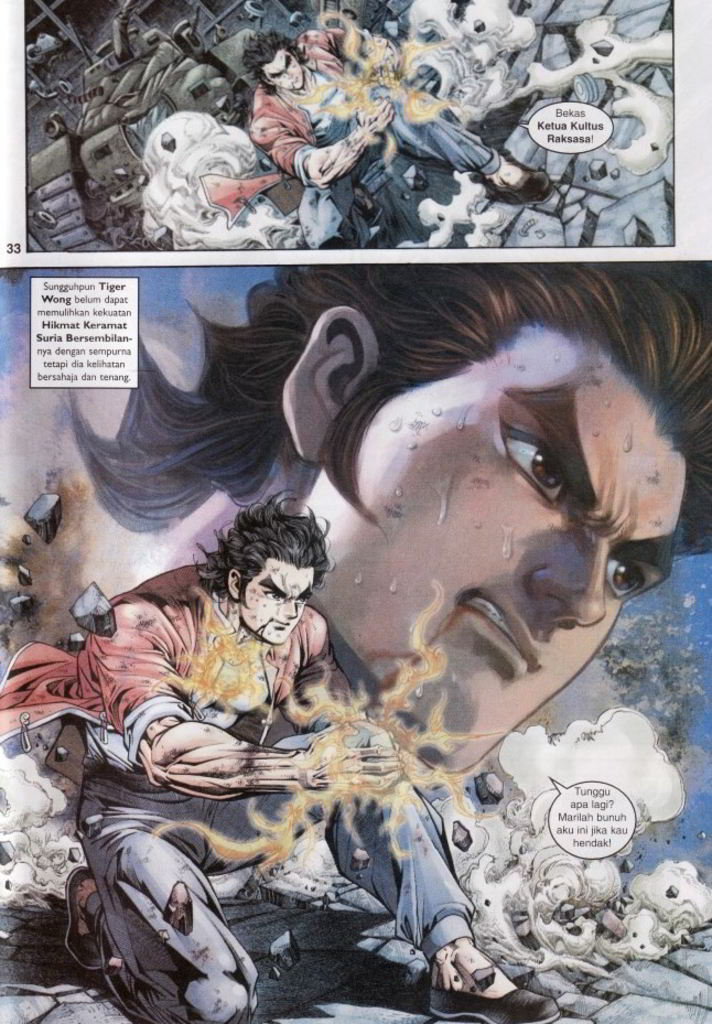 Bekas
Ketua Kultus
Raksasa!
33
Sungguhpun Tiger
Wong belum dapat
memulihkan kekuatan
Hikmat Keramat
Suria Bersembilan-
nya dengan sempurna
tetapi dia kelihatan
bersahaja dan tenang.
Tunggu
apa lagi?
Marilah bunuh
aku ini jika kau
hendak!